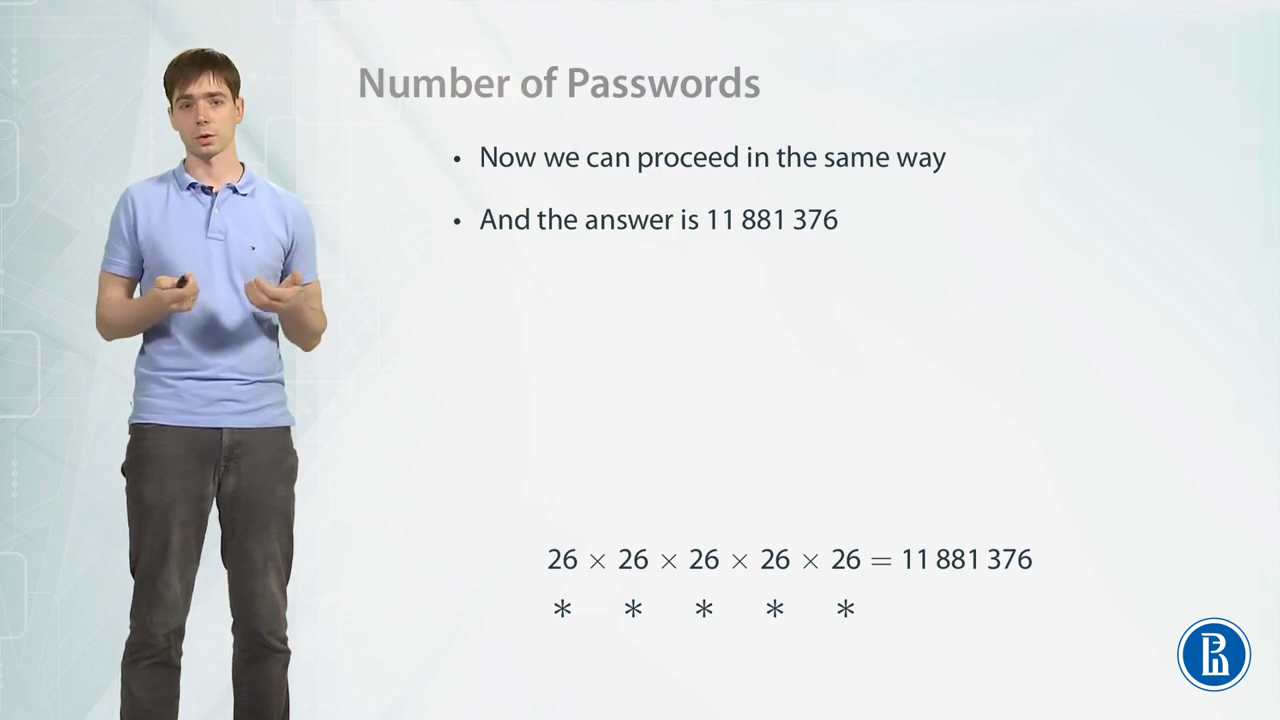 Number of Passwords
• Now we can proceed in the same way
• And the answer is 11 881 376
26 × 26 × 26 × 26 × 26 = 11 881 376
* * * * *